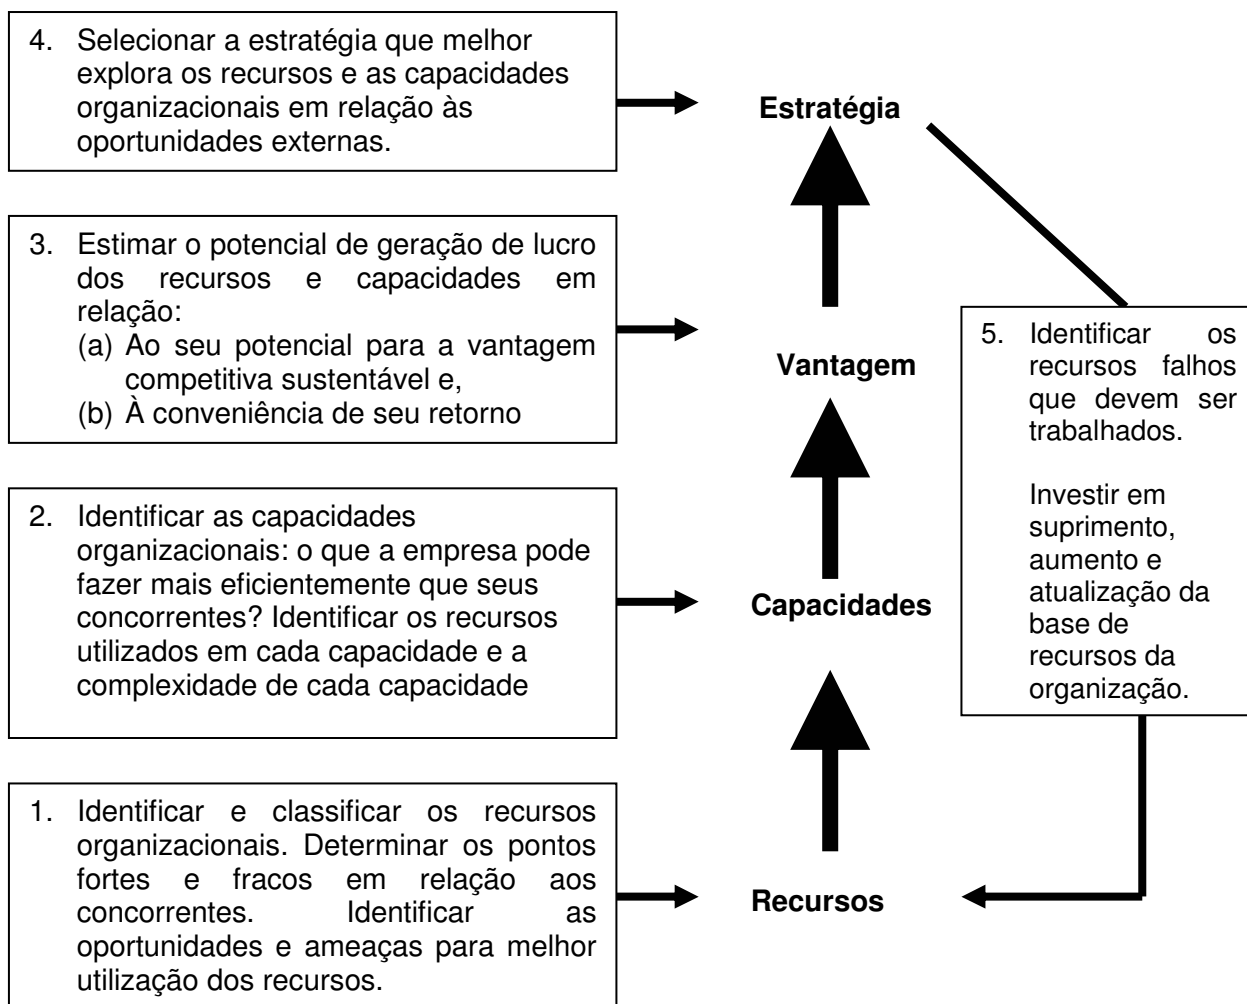 4. Selecionar a estratégia que melhor
explora os recursos e as capacidades
organizacionais em relação às
oportunidades externas.
Estratégia
3. Estimar o potencial de geração de lucro
dos recursos e capacidades em
relação:
(a) Ao seu potencial para a vantagem
competitiva sustentável e,
(b) À conveniência de seu retorno
Vantagem
5. Identificar os
recursos falhos
que devem ser
trabalhados.
Investir em
suprimento,
aumento e
atualização da
base de
recursos da
organização.
2. Identificar as capacidades
organizacionais: o que a empresa pode
fazer mais eficientemente que seus
concorrentes? Identificar os recursos
utilizados em cada capacidade e a
complexidade de cada capacidade
Capacidades
1. Identificar e classificar os recursos
organizacionais. Determinar os pontos
fortes e fracos em relação aos
concorrentes. Identificar as
oportunidades e ameaças para melhor
utilização dos recursos.
Recursos